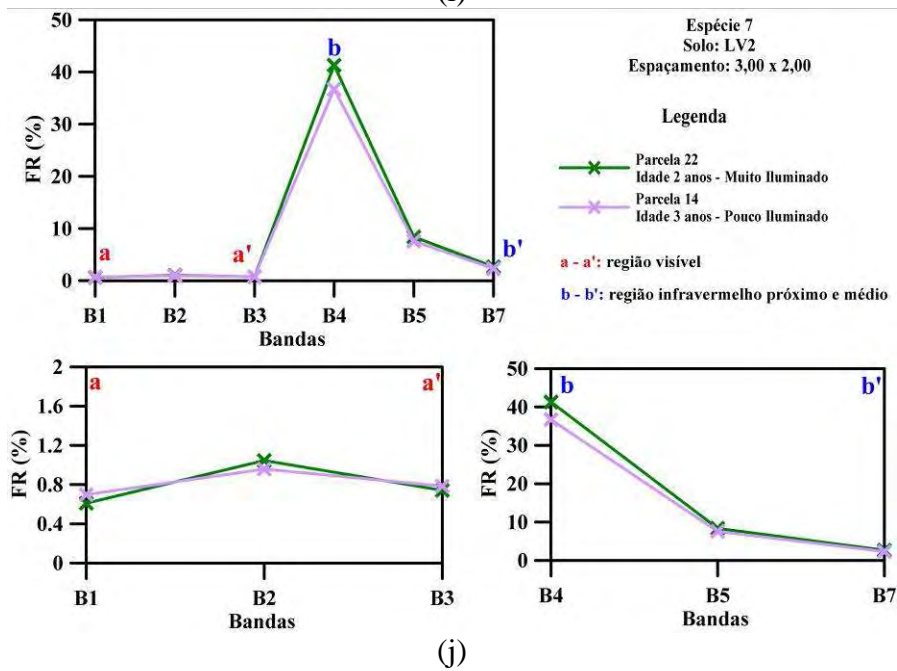 50
40
30
20
10
0
FR (%)
b
a
a'
b'
B1 B2 B3 B4 B5 B7
Bandas
Espécie 7
Solo: LV2
Espaçamento: 3,00 x 2,00
Legenda
Parcela 22
Idade 2 anos - Muito Iluminado
Parcela 14
Idade 3 anos - Pouco Iluminado
a - a': região visível
b - b': região infravermelho próximo e médio
2
1.6
1.2
0.8
0.4
0
FR (%)
a
a'
B1 B2 B3
Bandas
50
40
30
20
10
0
FR (%)
b
b'
B4 B5 B7
Bandas
(j)